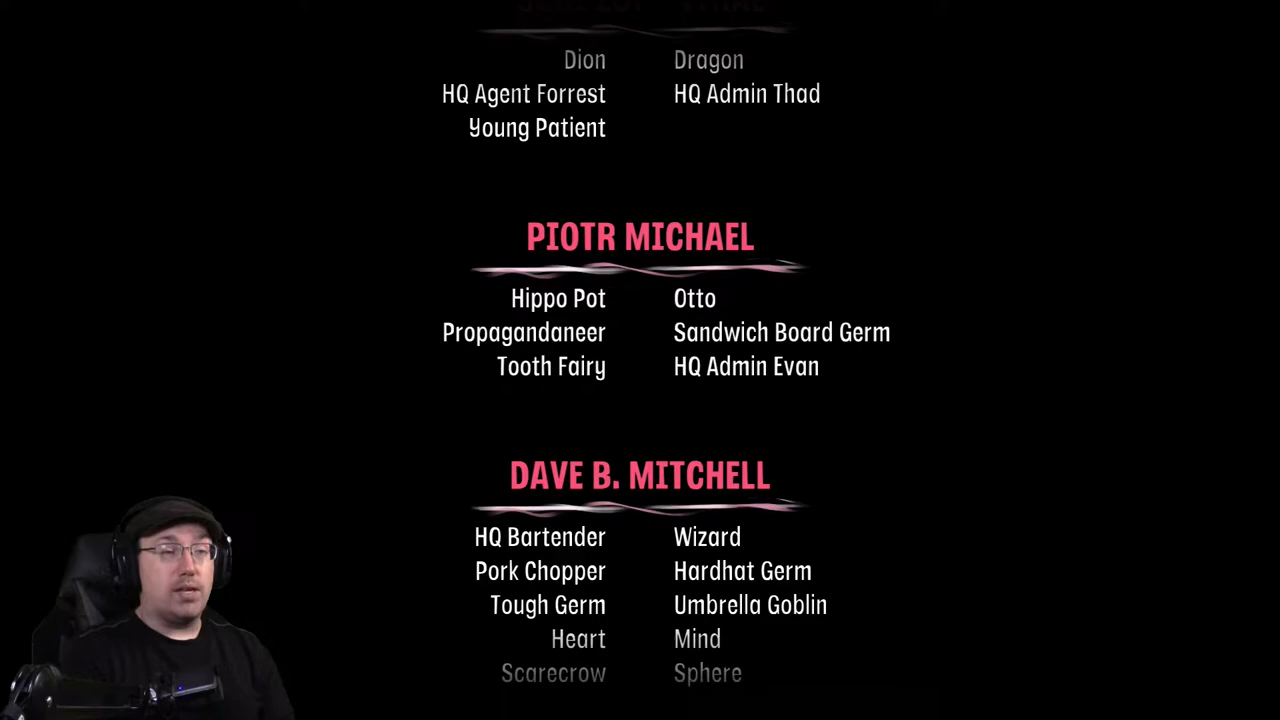 Dion Dragon
HQ Agent Forrest HQ Admin Thad
Young Patient
PIOTR MICHAEL
Hippo Pot Otto
Propagandaneer Sandwich Board Germ
Tooth Fairy HQ Admin Evan
DAVE B. MITCHELL
HQ Bartender Wizard
Pork Chopper Hardhat Germ
Tough Germ Umbrella Goblin
Heart Mind
Scarecrow Sphere